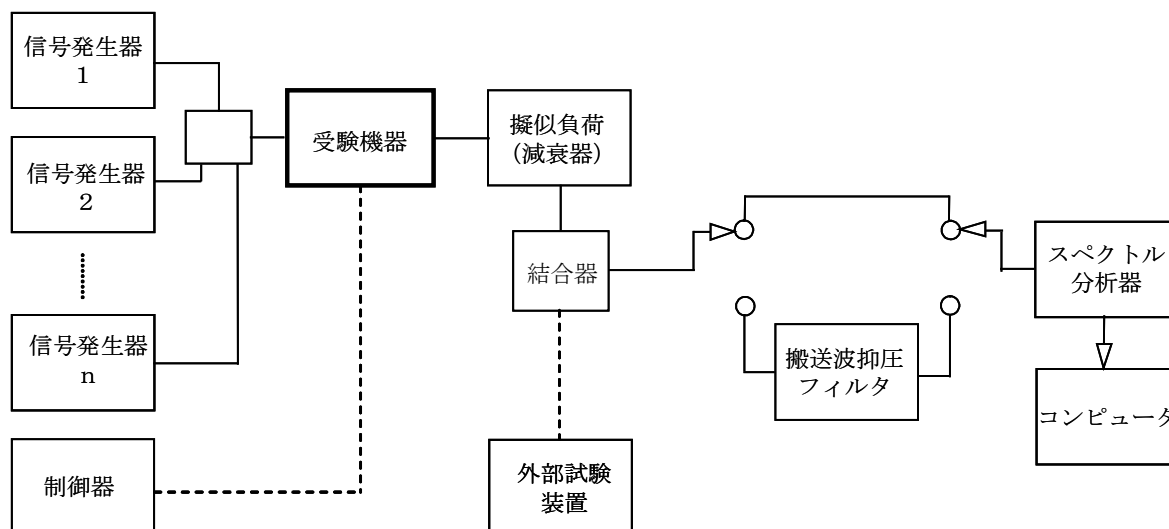 信号発生器
１
信号発生器
２
信号発生器
ｎ
制御器
受験機器
擬似負荷
（減衰器）
結合器
外部試験
装置
搬送波抑圧
フィルタ
スペクトル
分析器
コンピュータ